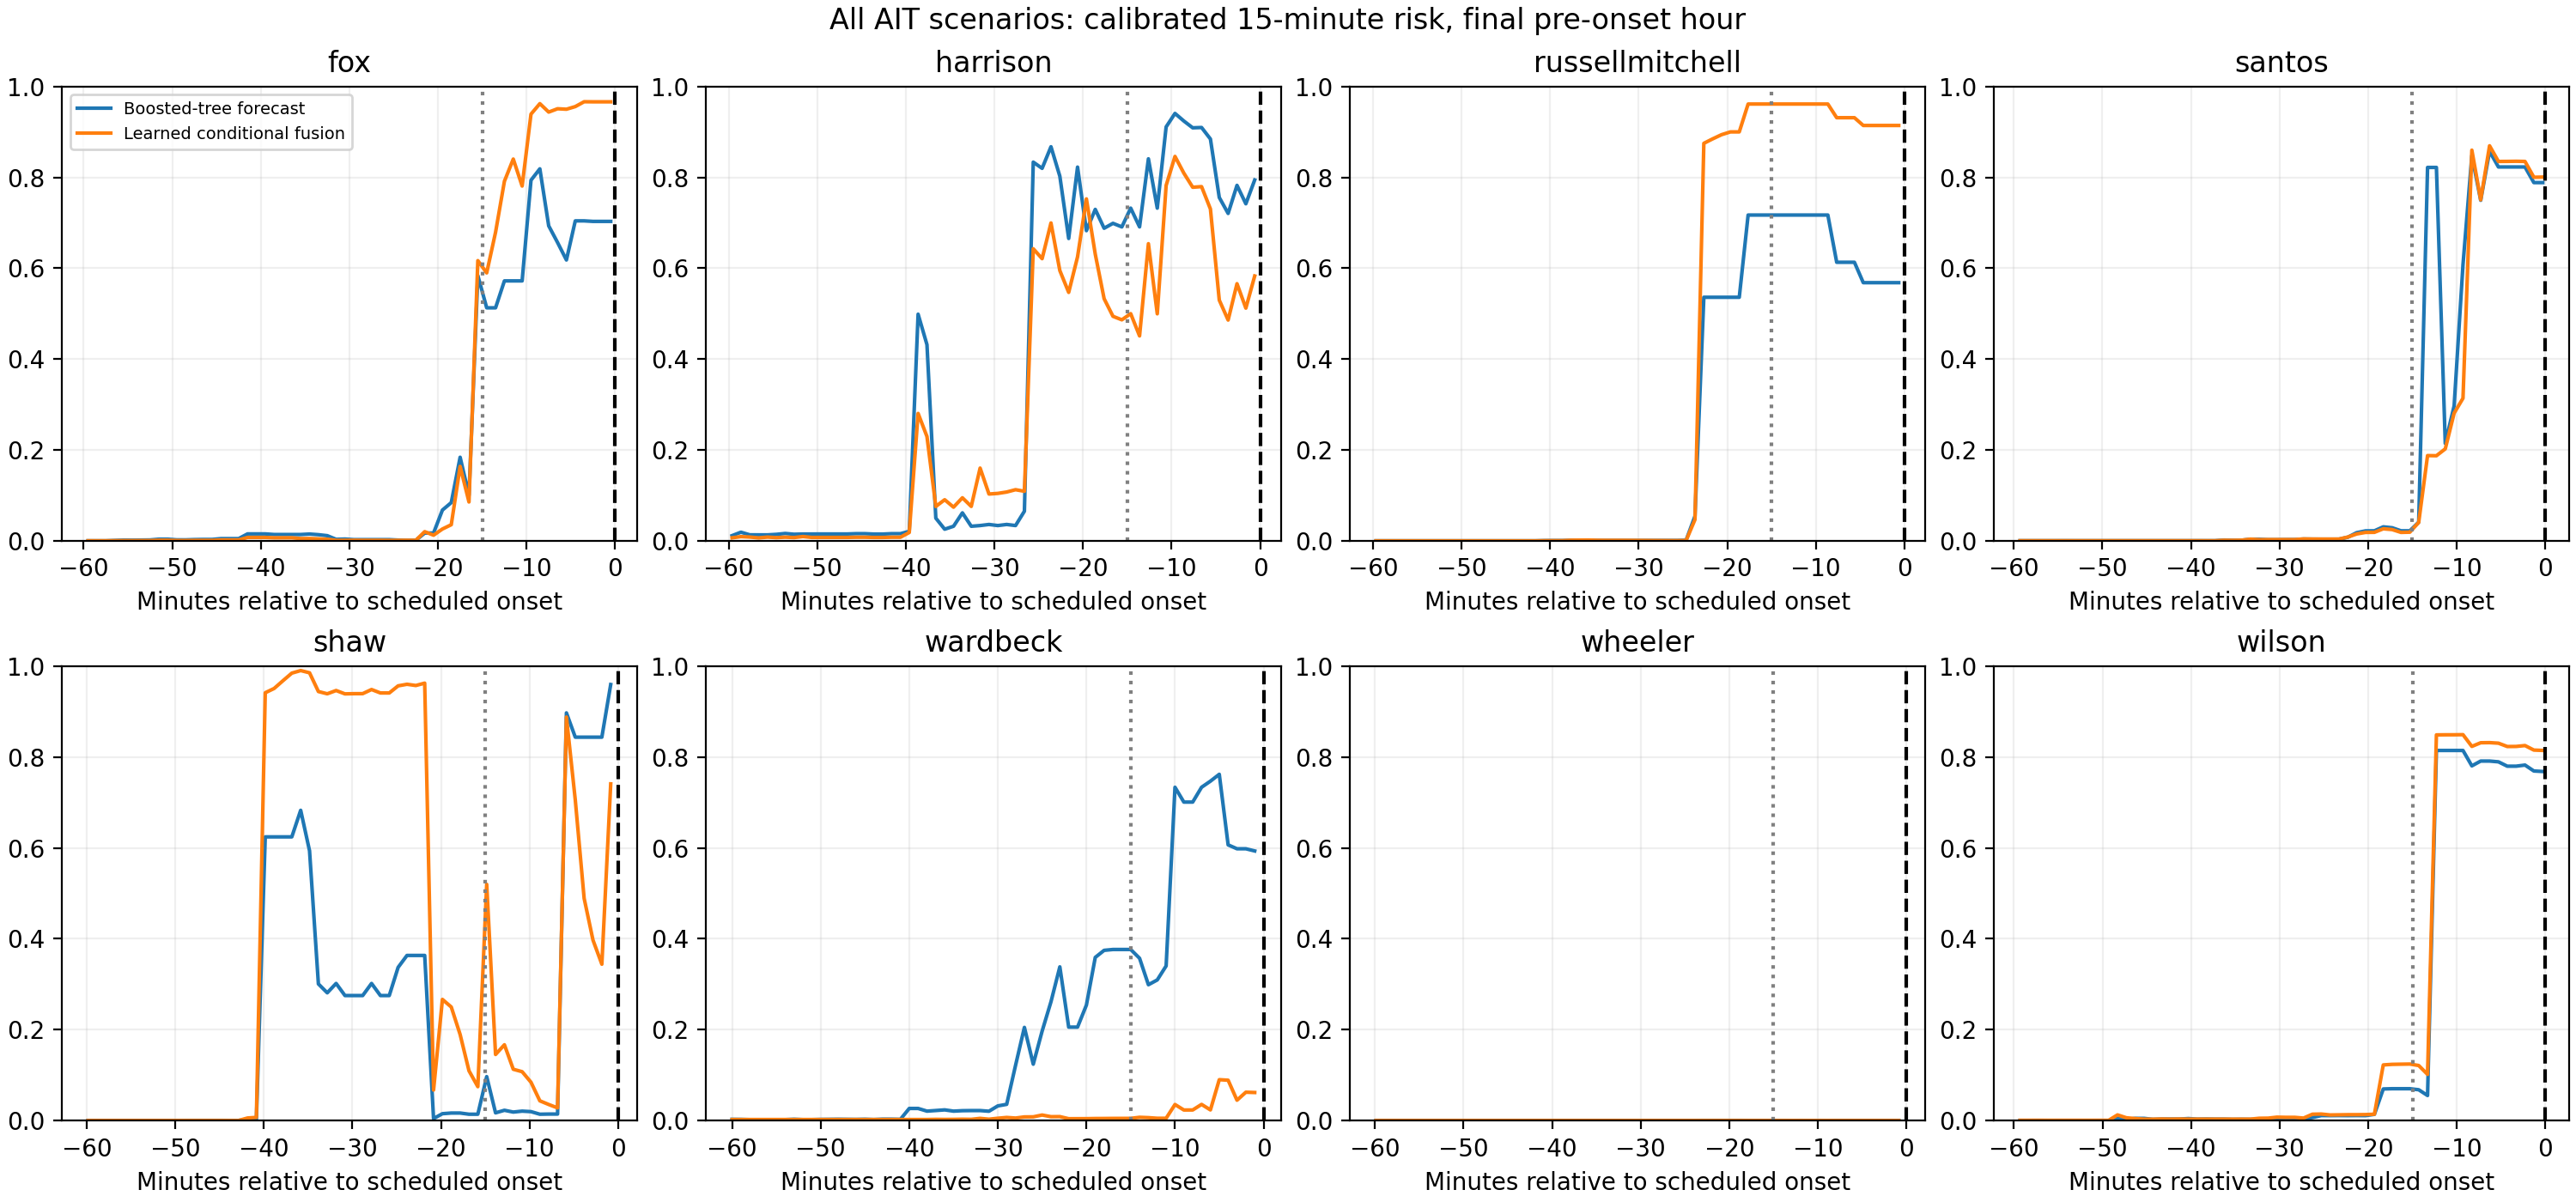 All AIT scenarios: calibrated 15-minute risk, final pre-onset hour
fox
harrison
russellmitchell
santos
Boosted-tree forecast
Learned conditional fusion
1.0
0.8
0.6
0.4
0.2
0.0
−60 −50 −40 −30 −20 −10 0
Minutes relative to scheduled onset
1.0
0.8
0.6
0.4
0.2
0.0
−60 −50 −40 −30 −20 −10 0
Minutes relative to scheduled onset
1.0
0.8
0.6
0.4
0.2
0.0
−60 −50 −40 −30 −20 −10 0
Minutes relative to scheduled onset
1.0
0.8
0.6
0.4
0.2
0.0
−60 −50 −40 −30 −20 −10 0
Minutes relative to scheduled onset
shaw
wardbeck
wheeler
wilson
1.0
0.8
0.6
0.4
0.2
0.0
−60 −50 −40 −30 −20 −10 0
Minutes relative to scheduled onset
1.0
0.8
0.6
0.4
0.2
0.0
−60 −50 −40 −30 −20 −10 0
Minutes relative to scheduled onset
1.0
0.8
0.6
0.4
0.2
0.0
−60 −50 −40 −30 −20 −10 0
Minutes relative to scheduled onset
1.0
0.8
0.6
0.4
0.2
0.0
−60 −50 −40 −30 −20 −10 0
Minutes relative to scheduled onset